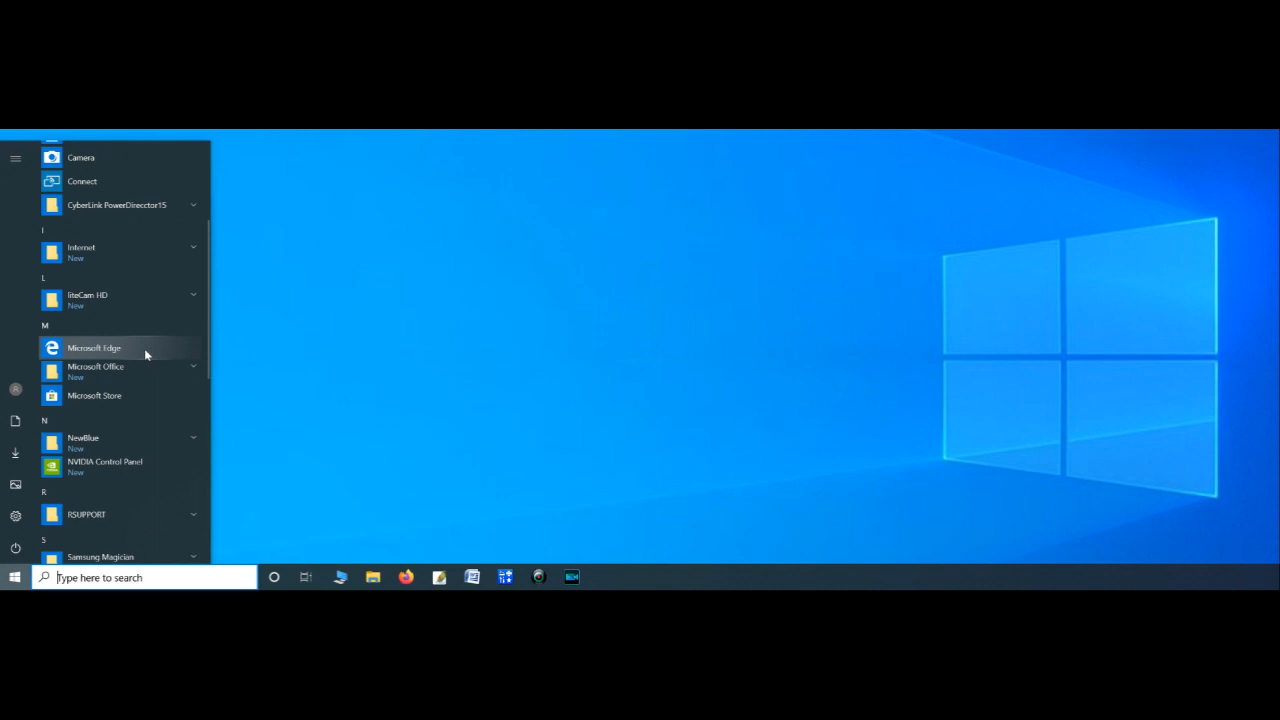 Camera
Connect
CyberLink PowerDirecctor15
I
Internet
New
L
liteCam HD
New
M
Microsoft Edge
Microsoft Office
New
Microsoft Store
N
NewBlue
New
NVIDIA Control Panel
New
R
RSUPPORT
S
Samsung Magician
Type here to search